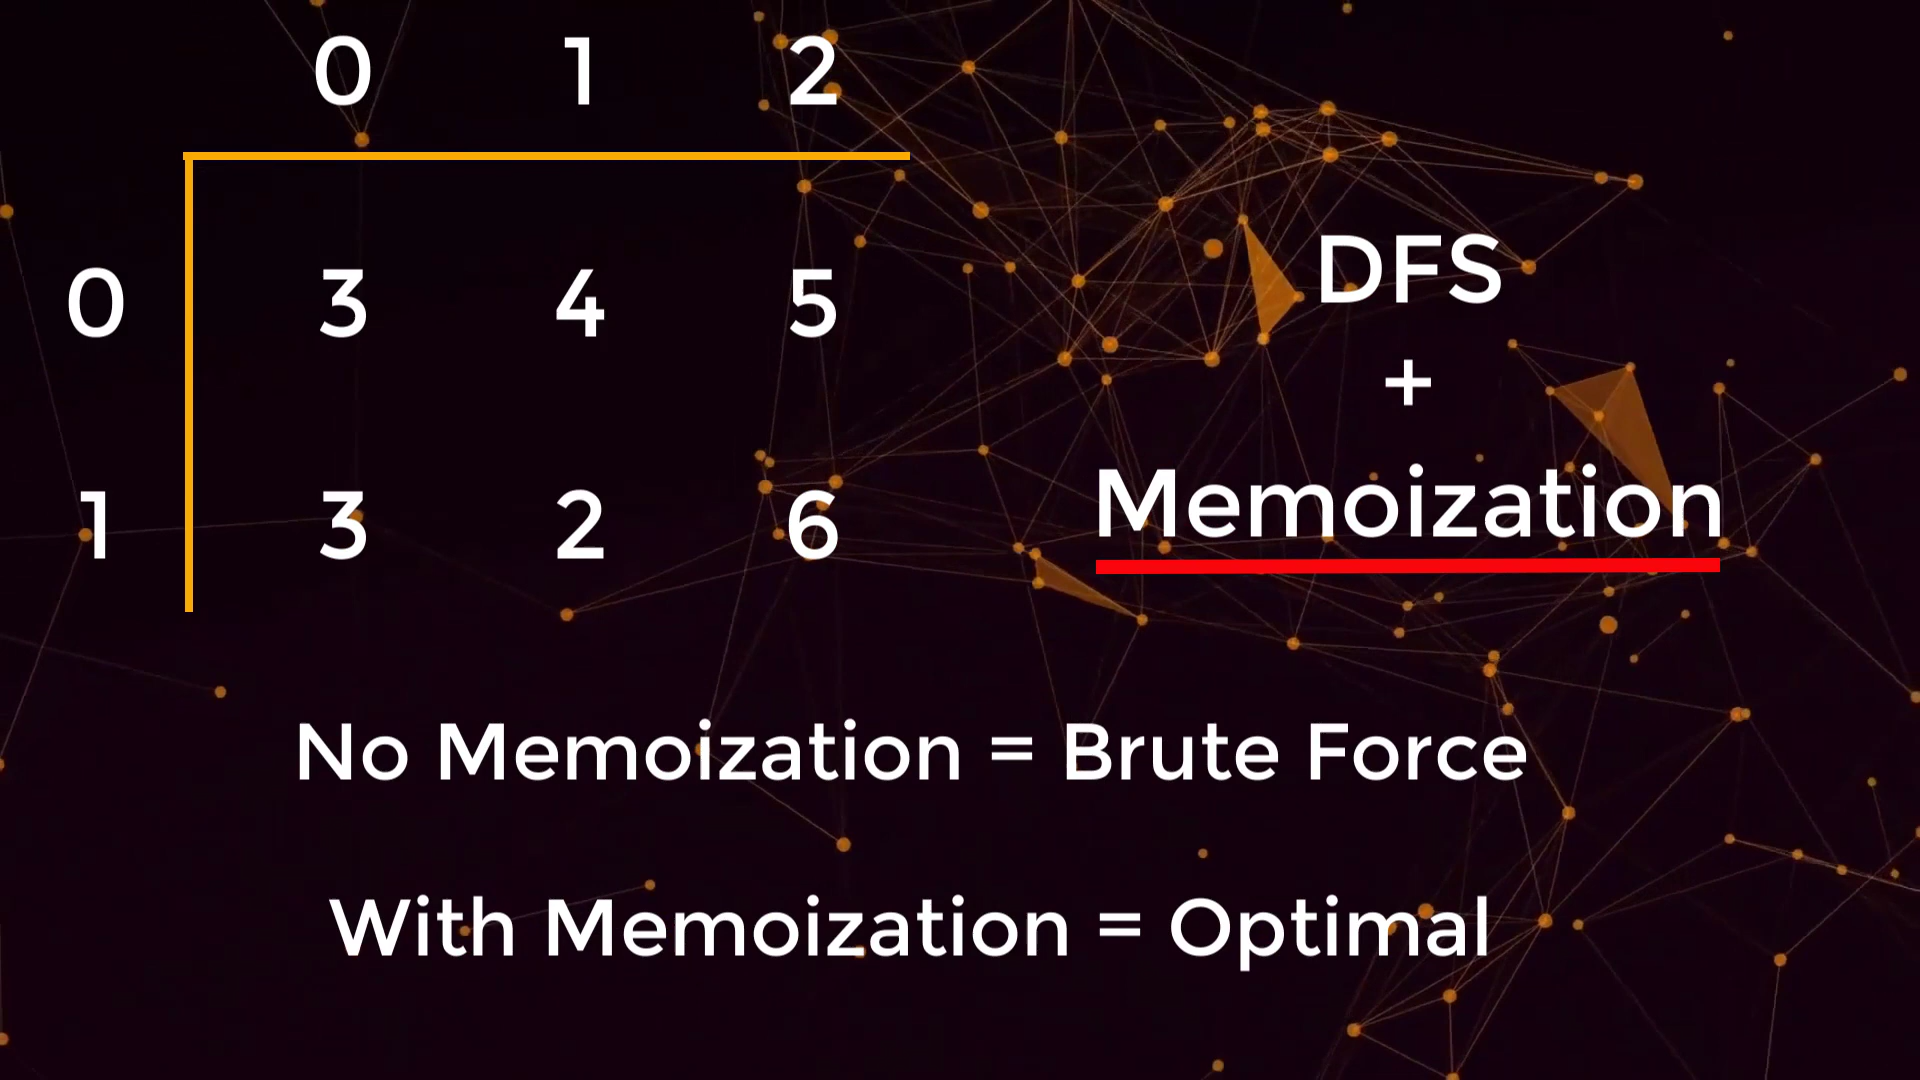 0 1 2
0 3 4 5
1 3 2 6
DFS
+
Memoization
No Memoization = Brute Force
With Memoization = Optimal